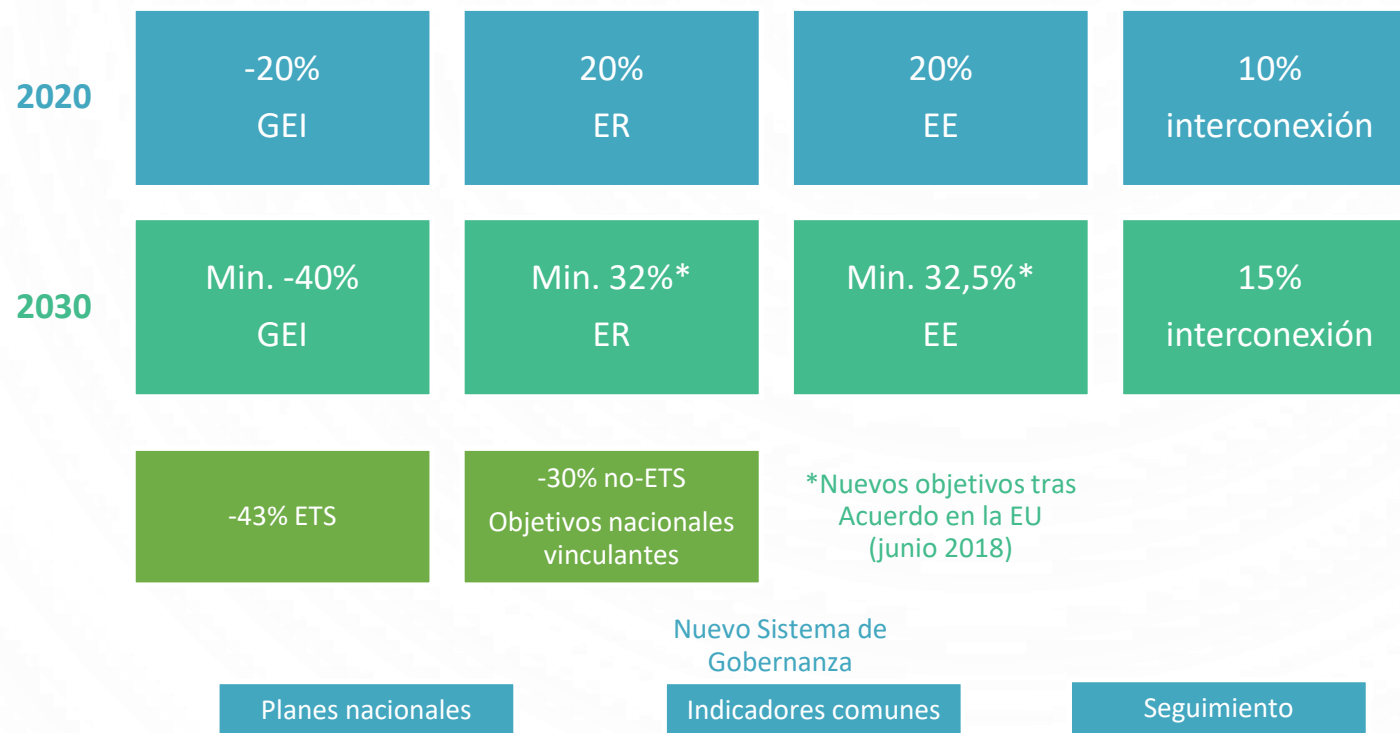 2020
-20%
GEI
20%
ER
20%
EE
10%
interconexión
2030
Min. -40%
GEI
Min. 32%*
ER
Min. 32,5%*
EE
15%
interconexión
-43% ETS
-30% no-ETS
Objetivos nacionales
vinculantes
*Nuevos objetivos tras
Acuerdo en la EU
(junio 2018)
Nuevo Sistema de
Gobernanza
Planes nacionales
Indicadores comunes
Seguimiento